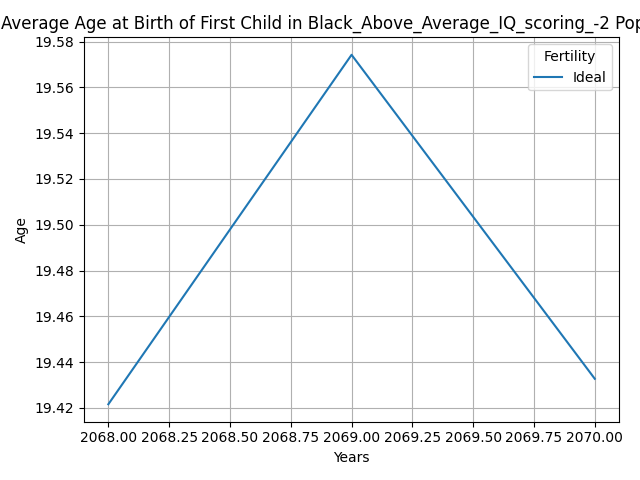 Average Age at Birth of First Child in Black_Above_Average_IQ_scoring_-2 Pop
19.58
19.56
19.54
19.52
19.50
19.48
19.46
19.44
19.42
Age
Fertility
Ideal
2068.00 2068.25 2068.50 2068.75 2069.00 2069.25 2069.50 2069.75 2070.00
Years